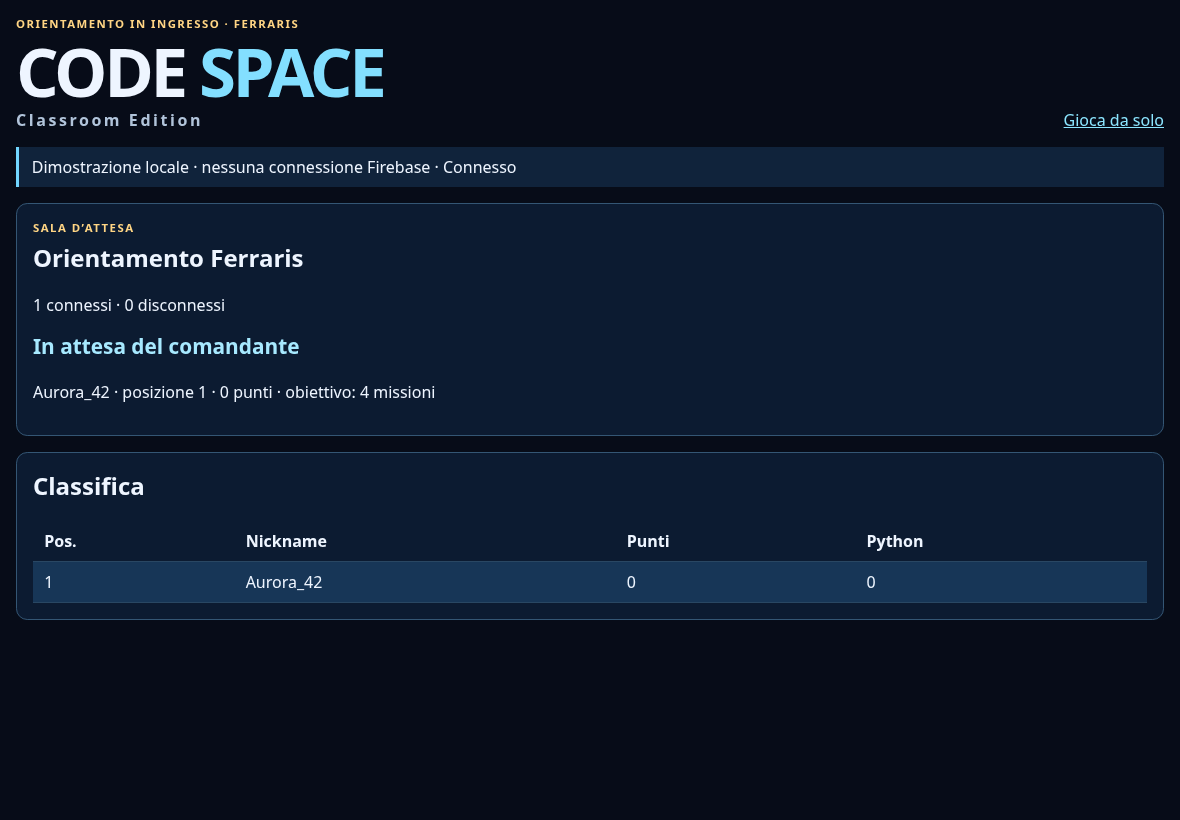 ORIENTAMENTO IN INGRESSO · FERRARIS
CODE SPACE
Classroom Edition
Gioca da solo
Dimostrazione locale · nessuna connessione Firebase · Connesso
SALA D’ATTESA
Orientamento Ferraris
1 connessi · 0 disconnessi
In attesa del comandante
Aurora_42 · posizione 1 · 0 punti · obiettivo: 4 missioni
Classifica
Pos. Nickname Punti Python
1 Aurora_42 0 0